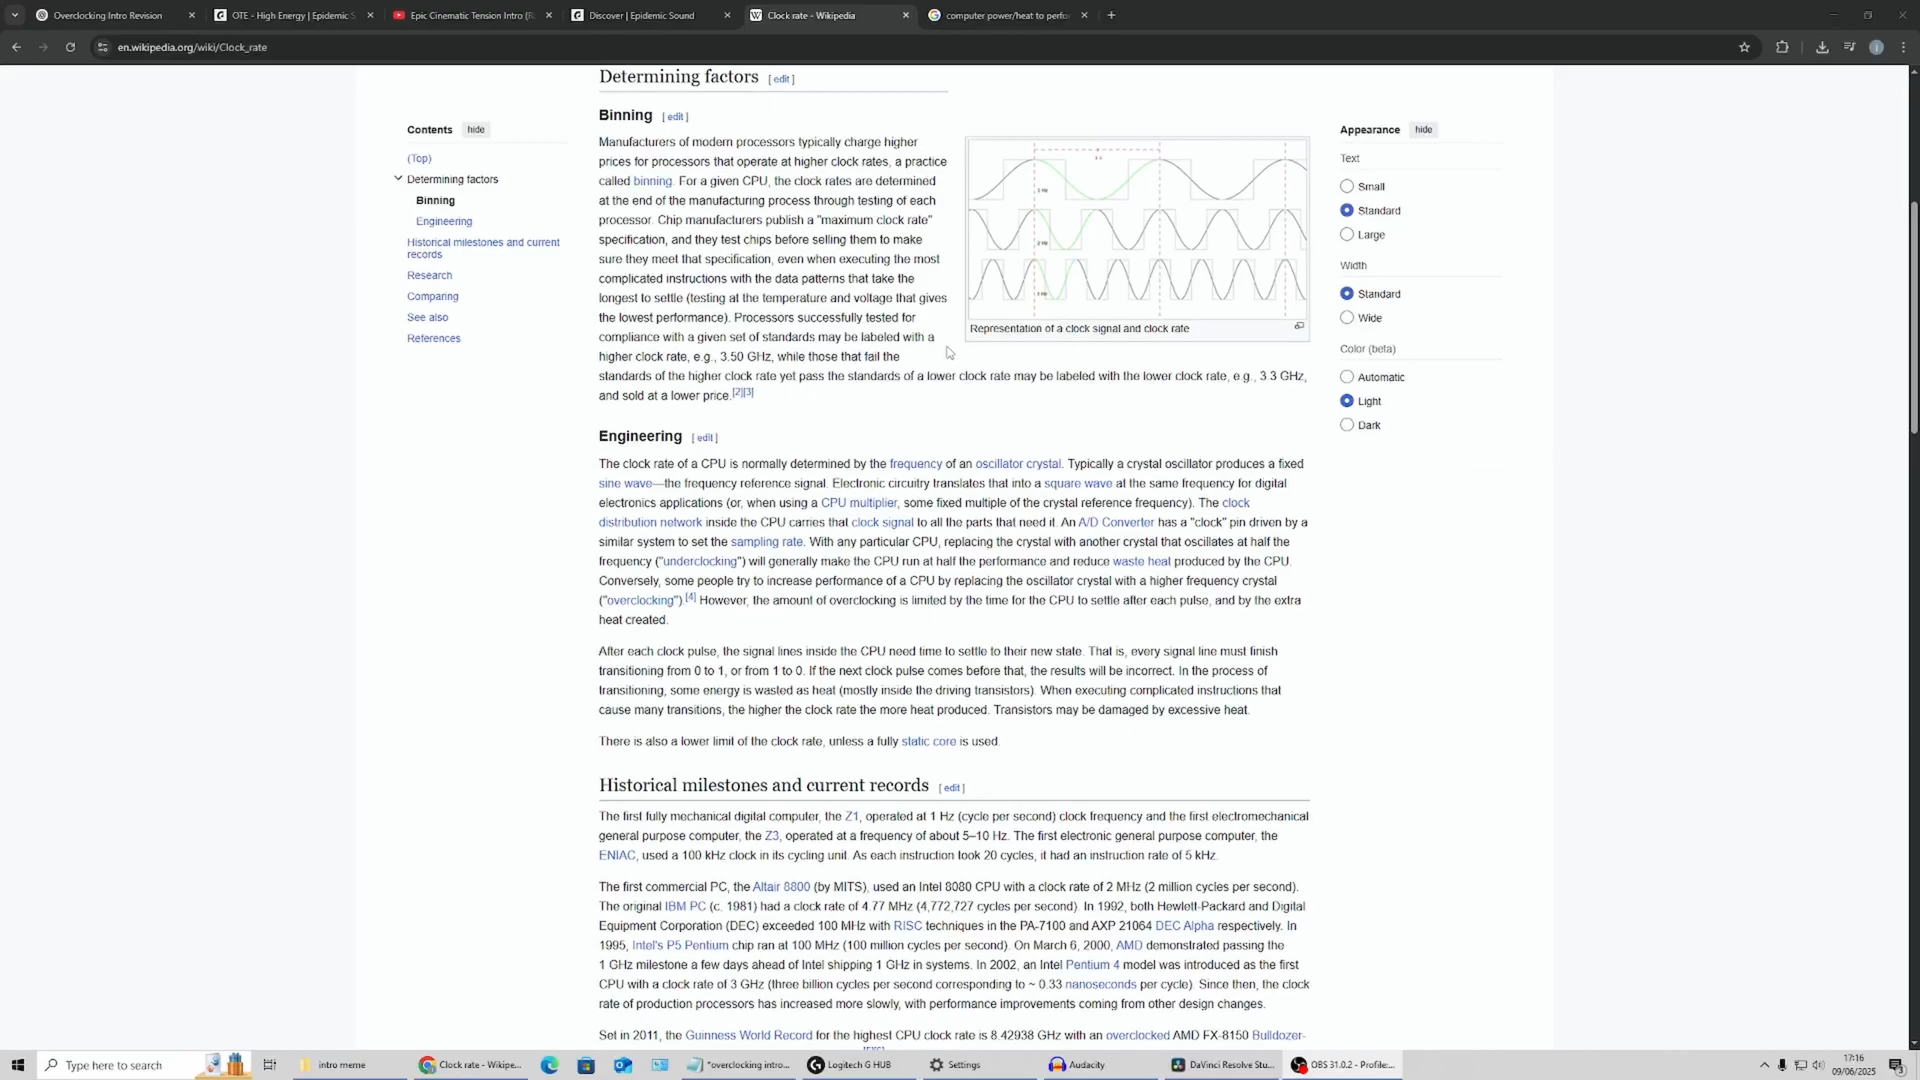 Overclocking Intro Revision
OTE - High Energy | Epidemic S
Epic Cinematic Tension Intro (R
Discover | Epidemic Sound
Clock rate - Wikipedia
computer power/heat to perfo
en.wikipedia.org/wiki/Clock_rate
Contents hide
(Top)
Determining factors
Binning
Engineering
Historical milestones and current
records
Research
Comparing
See also
References
Determining factors [ edit ]
Binning [ edit ]
Manufacturers of modern processors typically charge higher
prices for processors that operate at higher clock rates, a practice
called binning. For a given CPU, the clock rates are determined
at the end of the manufacturing process through testing of each
processor. Chip manufacturers publish a "maximum clock rate"
specification, and they test chips before selling them to make
sure they meet that specification, even when executing the most
complicated instructions with the data patterns that take the
longest to settle (testing at the temperature and voltage that gives
the lowest performance). Processors successfully tested for
compliance with a given set of standards may be labeled with a
higher clock rate, e.g., 3.50 GHz, while those that fail the
standards of the higher clock rate yet pass the standards of a lower clock rate may be labeled with the lower clock rate, e.g., 3.3 GHz,
and sold at a lower price.[2][3]
1 Hz
2 Hz
Representation of a clock signal and clock rate
Engineering [ edit ]
The clock rate of a CPU is normally determined by the frequency of an oscillator crystal. Typically a crystal oscillator produces a fixed
sine wave—the frequency reference signal. Electronic circuitry translates that into a square wave at the same frequency for digital
electronics applications (or, when using a CPU multiplier, some fixed multiple of the crystal reference frequency). The clock
distribution network inside the CPU carries that clock signal to all the parts that need it. An A/D Converter has a "clock" pin driven by a
similar system to set the sampling rate. With any particular CPU, replacing the crystal with another crystal that oscillates at half the
frequency ("underclocking") will generally make the CPU run at half the performance and reduce waste heat produced by the CPU.
Conversely, some people try to increase performance of a CPU by replacing the oscillator crystal with a higher frequency crystal
("overclocking").[4] However, the amount of overclocking is limited by the time for the CPU to settle after each pulse, and by the extra
heat created.
After each clock pulse, the signal lines inside the CPU need time to settle to their new state. That is, every signal line must finish
transitioning from 0 to 1, or from 1 to 0. If the next clock pulse comes before that, the results will be incorrect. In the process of
transitioning, some energy is wasted as heat (mostly inside the driving transistors). When executing complicated instructions that
cause many transitions, the higher the clock rate the more heat produced. Transistors may be damaged by excessive heat.
There is also a lower limit of the clock rate, unless a fully static core is used.
Historical milestones and current records [ edit ]
The first fully mechanical digital computer, the Z1, operated at 1 Hz (cycle per second) clock frequency and the first electromechanical
general purpose computer, the Z3, operated at a frequency of about 5–10 Hz. The first electronic general purpose computer, the
ENIAC, used a 100 kHz clock in its cycling unit. As each instruction took 20 cycles, it had an instruction rate of 5 kHz.
The first commercial PC, the Altair 8800 (by MITS), used an Intel 8080 CPU with a clock rate of 2 MHz (2 million cycles per second).
The original IBM PC (c. 1981) had a clock rate of 4.77 MHz (4,772,727 cycles per second). In 1992, both Hewlett-Packard and Digital
Equipment Corporation (DEC) exceeded 100 MHz with RISC techniques in the PA-7100 and AXP 21064 DEC Alpha respectively. In
1995, Intel's P5 Pentium chip ran at 100 MHz (100 million cycles per second). On March 6, 2000, AMD demonstrated passing the
1 GHz milestone a few days ahead of Intel shipping 1 GHz in systems. In 2002, an Intel Pentium 4 model was introduced as the first
CPU with a clock rate of 3 GHz (three billion cycles per second corresponding to ~ 0.33 nanoseconds per cycle). Since then, the clock
rate of production processors has increased more slowly, with performance improvements coming from other design changes.
Set in 2011, the Guinness World Record for the highest CPU clock rate is 8.42938 GHz with an overclocked AMD FX-8150 Bulldozer-
Appearance hide
Text
Small
Standard
Large
Width
Standard
Wide
Color (beta)
Automatic
Light
Dark
Type here to search
intro meme
Clock rate - Wikipe...
*overclocking intro...
Logitech G HUB
Settings
Audacity
DaVinci Resolve Stu...
OBS 31.0.2 - Profile:...
17:16
09/06/2025